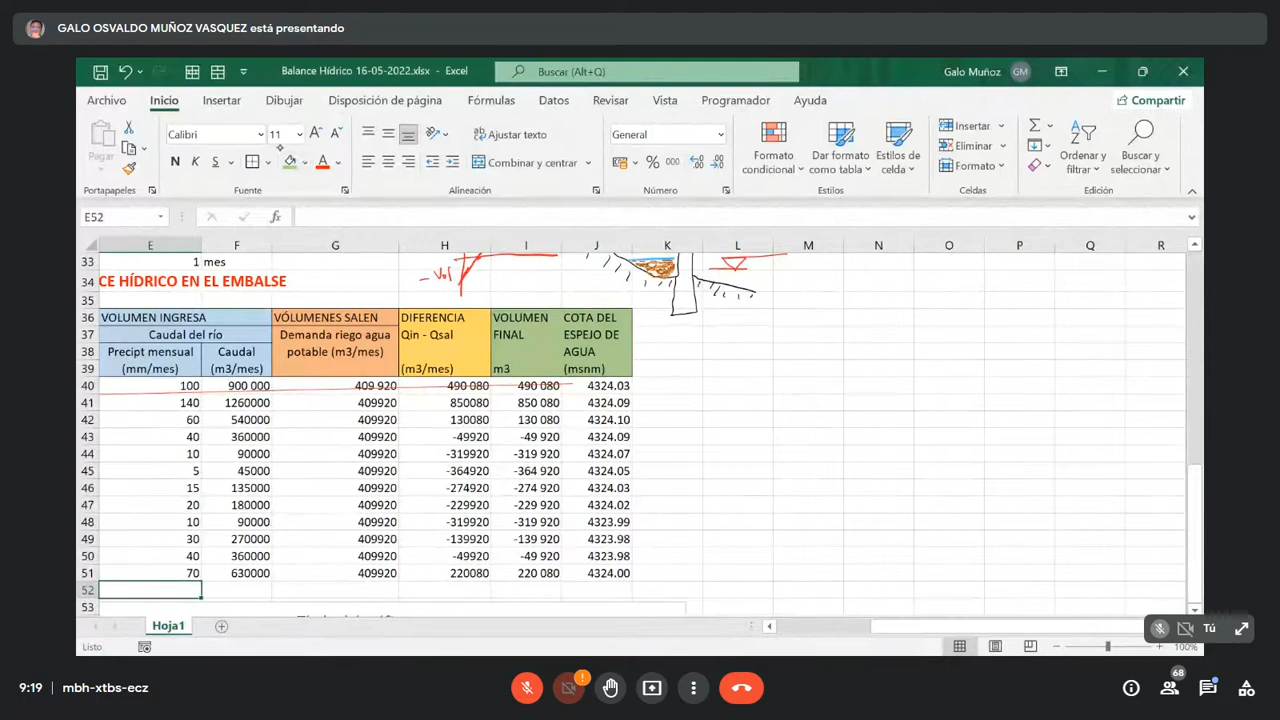 GALO OSVALDO MUÑOZ VASQUEZ está presentando
Balance Hídrico 16-05-2022.xlsx - Excel
Buscar (Alt+Q)
Galo Muñoz GM
Archivo Inicio Insertar Dibujar Disposición de página Fórmulas Datos Revisar Vista Programador Ayuda Compartir
Pegar
Calibri 11
N K S
Ajustar texto
Combinar y centrar
General
% 000
Formato condicional
Dar formato como tabla
Estilos de celda
Insertar
Eliminar
Formato
Ordenar y filtrar
Buscar y seleccionar
Portapapeles Fuente Alineación Número Estilos Celdas Edición
E52 fx
E F G H I J K L M N O P Q R
33 1 mes
- Vol
34 CE HÍDRICO EN EL EMBALSE
35
36 VOLUMEN INGRESA VÓLUMENES SALEN DIFERENCIA VOLUMEN COTA DEL
37 Caudal del río Demanda riego agua Qin - Qsal FINAL ESPEJO DE
38 Precipt mensual Caudal potable (m3/mes) AGUA
39 (mm/mes) (m3/mes) (m3/mes) m3 (msnm)
40 100 900 000 409 920 490 080 490 080 4324.03
41 140 1260000 409920 850080 850 080 4324.09
42 60 540000 409920 130080 130 080 4324.10
43 40 360000 409920 -49920 -49 920 4324.09
44 10 90000 409920 -319920 -319 920 4324.07
45 5 45000 409920 -364920 -364 920 4324.05
46 15 135000 409920 -274920 -274 920 4324.03
47 20 180000 409920 -229920 -229 920 4324.02
48 10 90000 409920 -319920 -319 920 4323.99
49 30 270000 409920 -139920 -139 920 4323.98
50 40 360000 409920 -49920 -49 920 4323.98
51 70 630000 409920 220080 220 080 4324.00
52
53
Hoja1
Tú
Listo
100%
9:19 mbh-xtbs-ecz
68